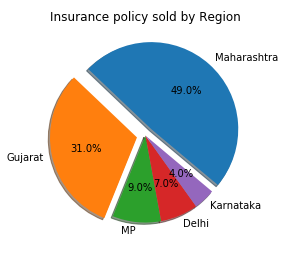 Insurance policy sold by Region
Maharashtra
49.0%
Gujarat
31.0%
MP
9.0%
Delhi
7.0%
Karnataka
4.0%